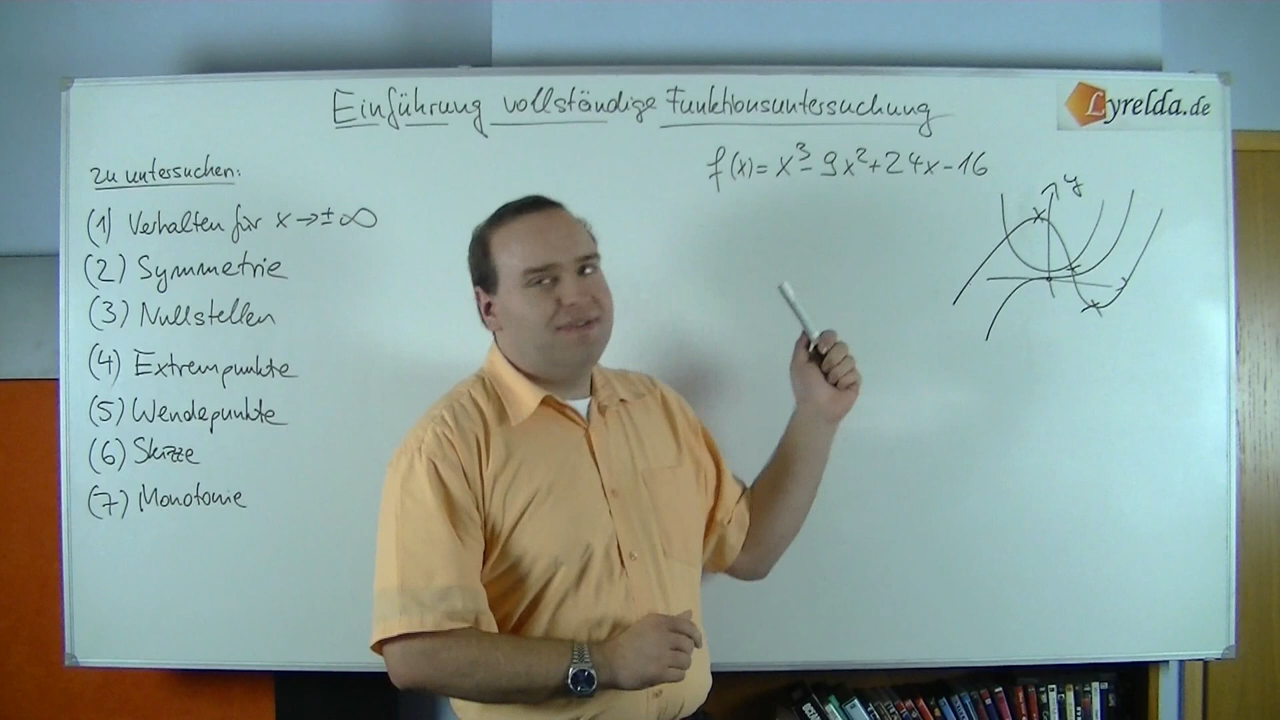 Einführung vollständige Funktionsuntersuchung
Lyrelda.de
f(x)= x³-9x²+24x-16
y
zu untersuchen:
(1) Verhalten für x→±∞
(2) Symmetrie
(3) Nullstellen
(4) Extrempunkte
(5) Wendepunkte
(6) Skizze
(7) Monotonie